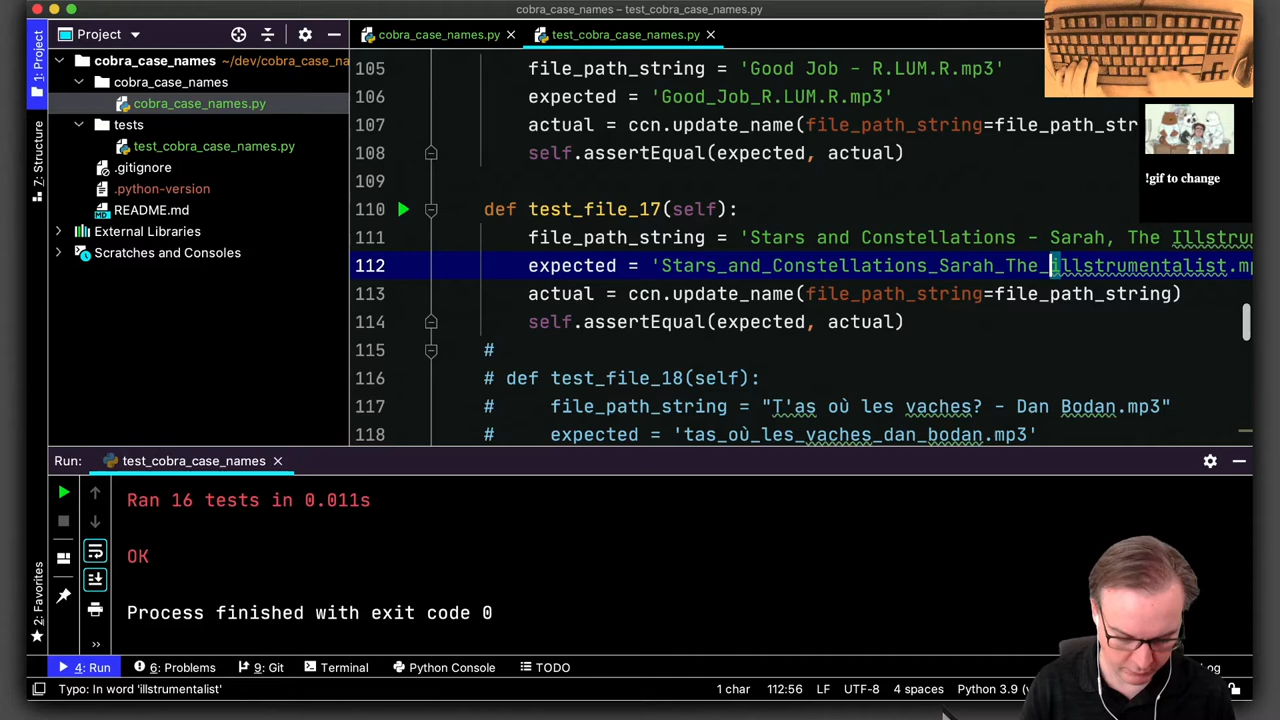 cobra_case_names – test_cobra_case_names.py
Project
cobra_case_names.py
test_cobra_case_names.py
1: Project
7: Structure
2: Favorites
cobra_case_names ~/dev/cobra_case_na
cobra_case_names
cobra_case_names.py
tests
test_cobra_case_names.py
.gitignore
.python-version
README.md
External Libraries
Scratches and Consoles
105 file_path_string = 'Good Job - R.LUM.R.mp3'
106 expected = 'Good_Job_R.LUM.R.mp3'
107 actual = ccn.update_name(file_path_string=file_path_str
108 self.assertEqual(expected, actual)
109
110 def test_file_17(self):
111 file_path_string = 'Stars and Constellations - Sarah, The Illstrum
112 expected = 'Stars_and_Constellations_Sarah_The_illstrumentalist.mp
113 actual = ccn.update_name(file_path_string=file_path_string)
114 self.assertEqual(expected, actual)
115 #
116 # def test_file_18(self):
117 # file_path_string = "T'as où les vaches? - Dan Bodan.mp3"
118 # expected = 'tas_où_les_vaches_dan_bodan.mp3'
!gif to change
Run: test_cobra_case_names
Ran 16 tests in 0.011s
OK
Process finished with exit code 0
4: Run
6: Problems
9: Git
Terminal
Python Console
TODO
Typo: In word 'illstrumentalist'
1 char
112:56
LF
UTF-8
4 spaces
Python 3.9